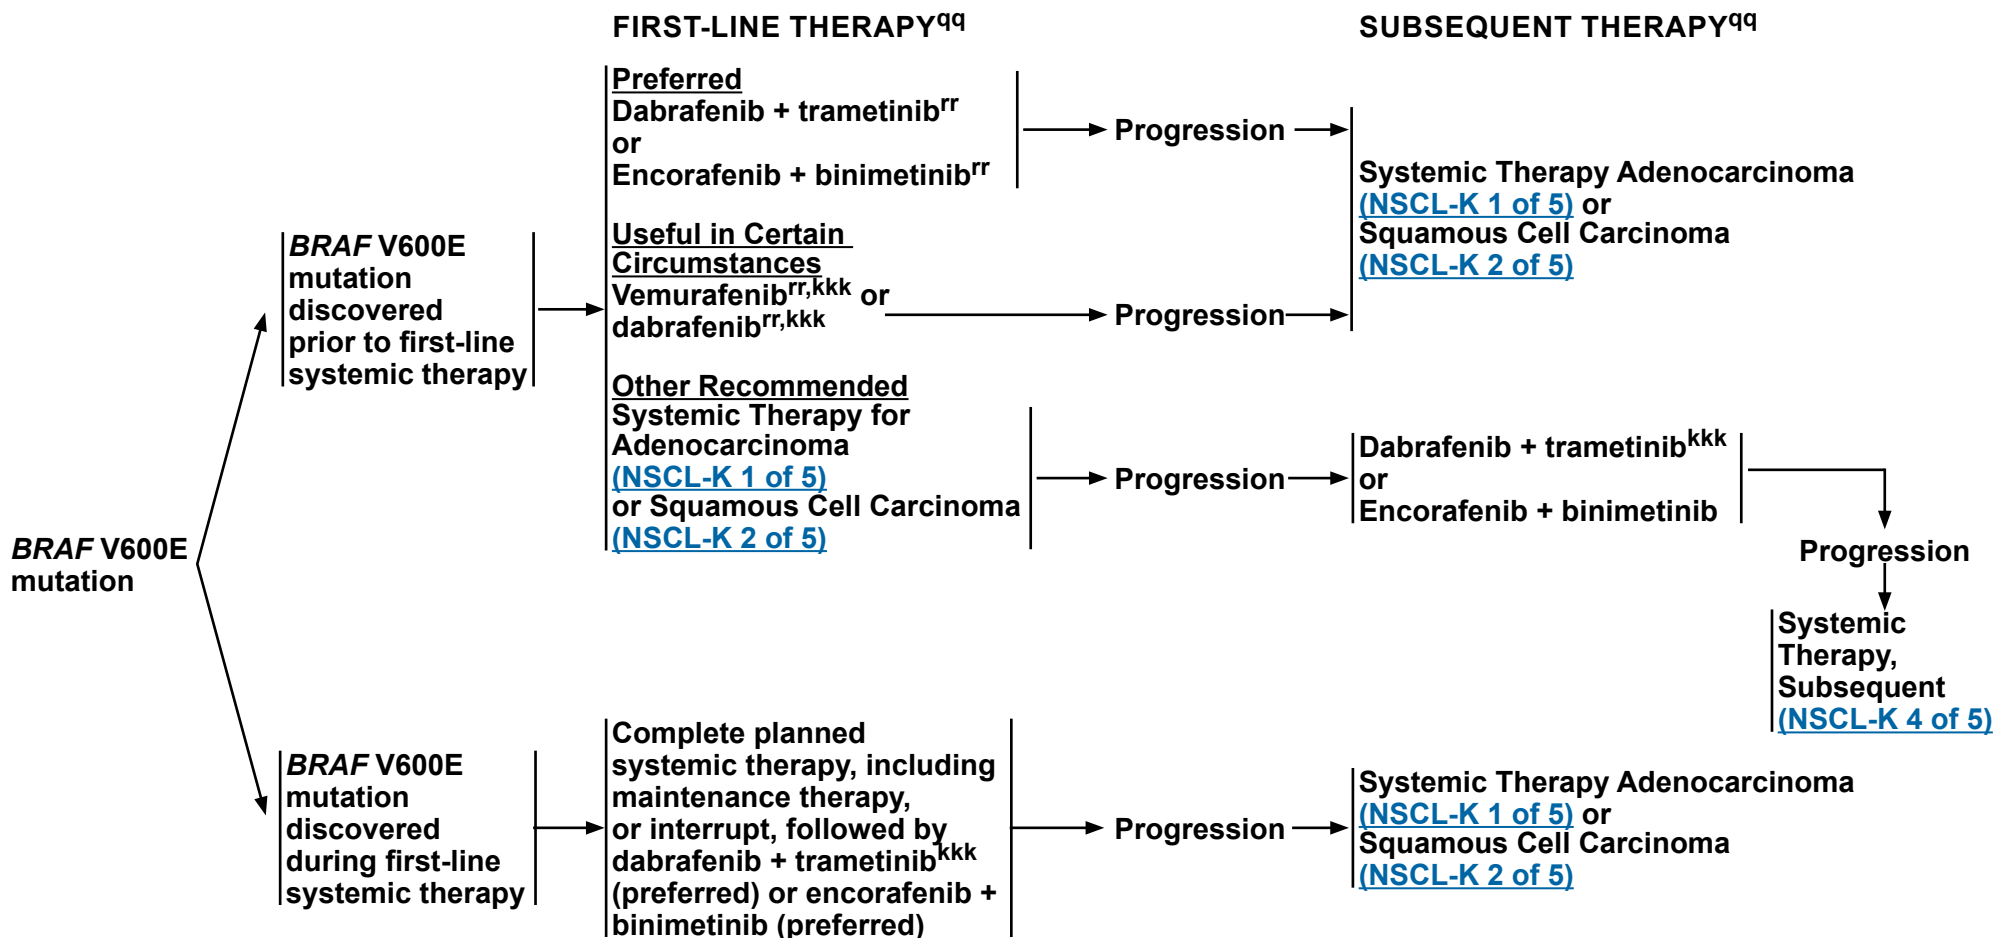 FIRST-LINE THERAPYqq
SUBSEQUENT THERAPYqq
BRAF V600E
mutation
BRAF V600E
mutation
discovered
prior to first-line
systemic therapy
Preferred
Dabrafenib + trametinibrr
or
Encorafenib + binimetinibrr
Progression
Useful in Certain
Circumstances
Vemurafenibrr,kkk or
dabrafenibrr,kkk
Progression
Systemic Therapy Adenocarcinoma
(NSCL-K 1 of 5) or
Squamous Cell Carcinoma
(NSCL-K 2 of 5)
Other Recommended
Systemic Therapy for
Adenocarcinoma
(NSCL-K 1 of 5)
or Squamous Cell Carcinoma
(NSCL-K 2 of 5)
Progression
Dabrafenib + trametinibkkk
or
Encorafenib + binimetinib
Progression
Systemic
Therapy,
Subsequent
(NSCL-K 4 of 5)
BRAF V600E
mutation
discovered
during first-line
systemic therapy
Complete planned
systemic therapy, including
maintenance therapy,
or interrupt, followed by
dabrafenib + trametinibkkk
(preferred) or encorafenib +
binimetinib (preferred)
Progression
Systemic Therapy Adenocarcinoma
(NSCL-K 1 of 5) or
Squamous Cell Carcinoma
(NSCL-K 2 of 5)